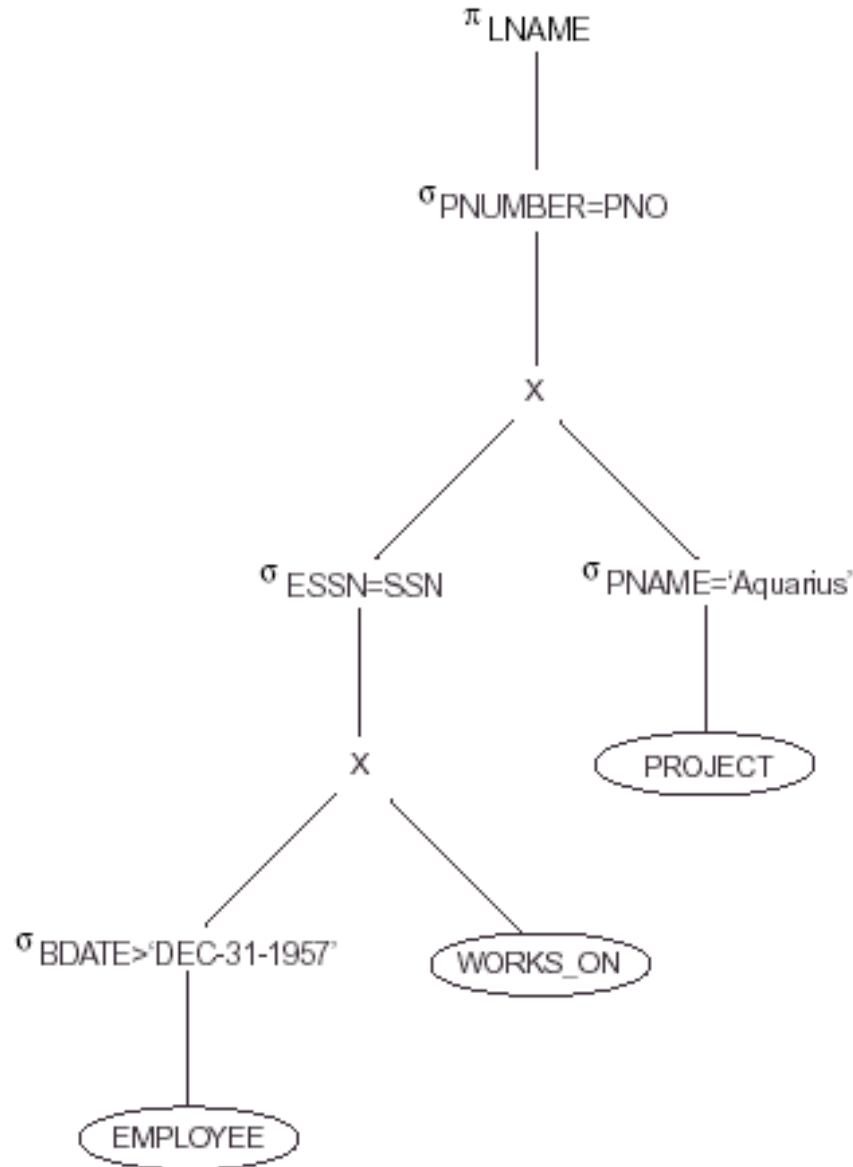 π LNAME
σ PNUMBER=PNO
X
σ ESSN=SSN
σ PNAME=‘Aquarius’
X
PROJECT
σ BDATE>‘DEC-31-1957’
WORKS_ON
EMPLOYEE